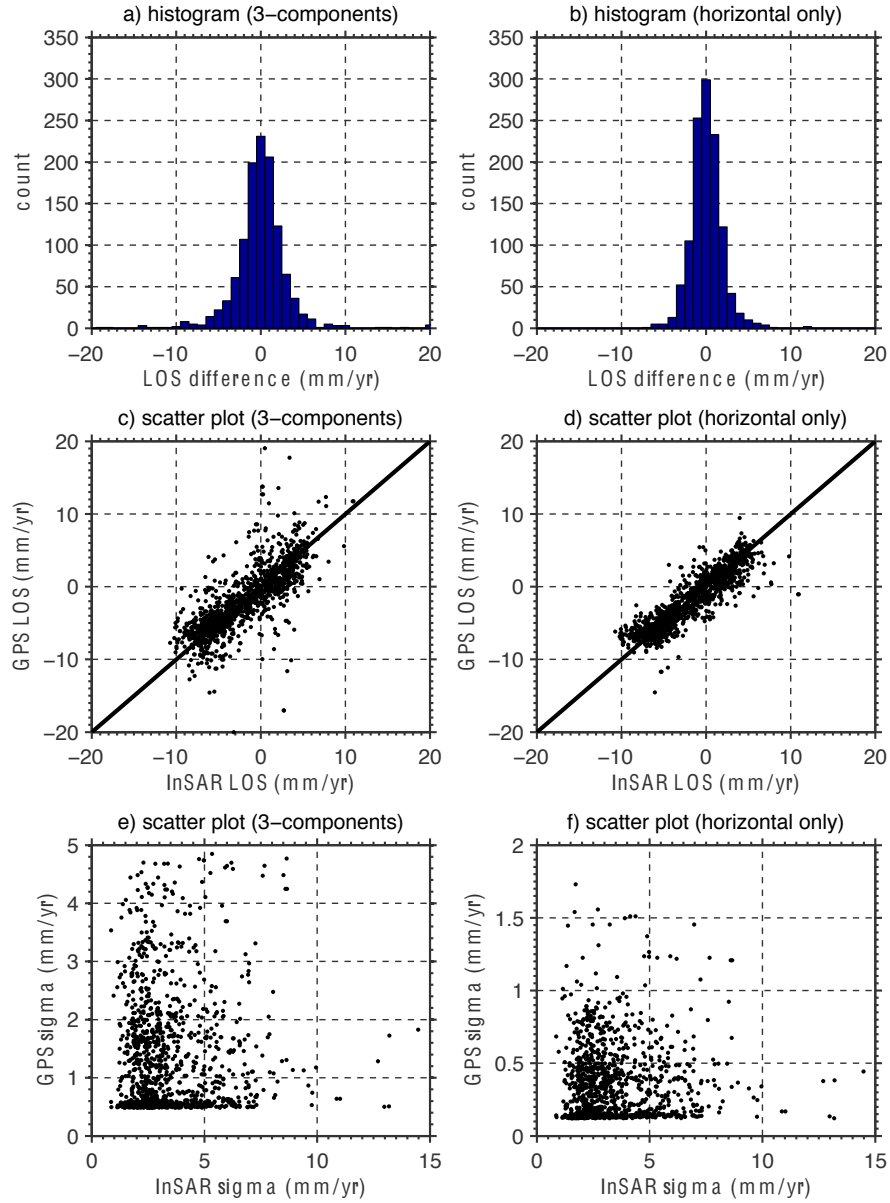 a) histogram (3−components)
350
300
250
200
150
100
50
0
count
−20 −10 0 10 20
LOS difference (mm/yr)
b) histogram (horizontal only)
350
300
250
200
150
100
50
0
count
−20 −10 0 10 20
LOS difference (mm/yr)
c) scatter plot (3−components)
20
10
0
−10
−20
GPS LOS (mm/yr)
−20 −10 0 10 20
InSAR LOS (mm/yr)
d) scatter plot (horizontal only)
20
10
0
−10
−20
GPS LOS (mm/yr)
−20 −10 0 10 20
InSAR LOS (mm/yr)
e) scatter plot (3−components)
5
4
3
2
1
0
GPS sigma (mm/yr)
0 5 10 15
InSAR sigma (mm/yr)
f) scatter plot (horizontal only)
2
1.5
1
0.5
0
GPS sigma (mm/yr)
0 5 10 15
InSAR sigma (mm/yr)